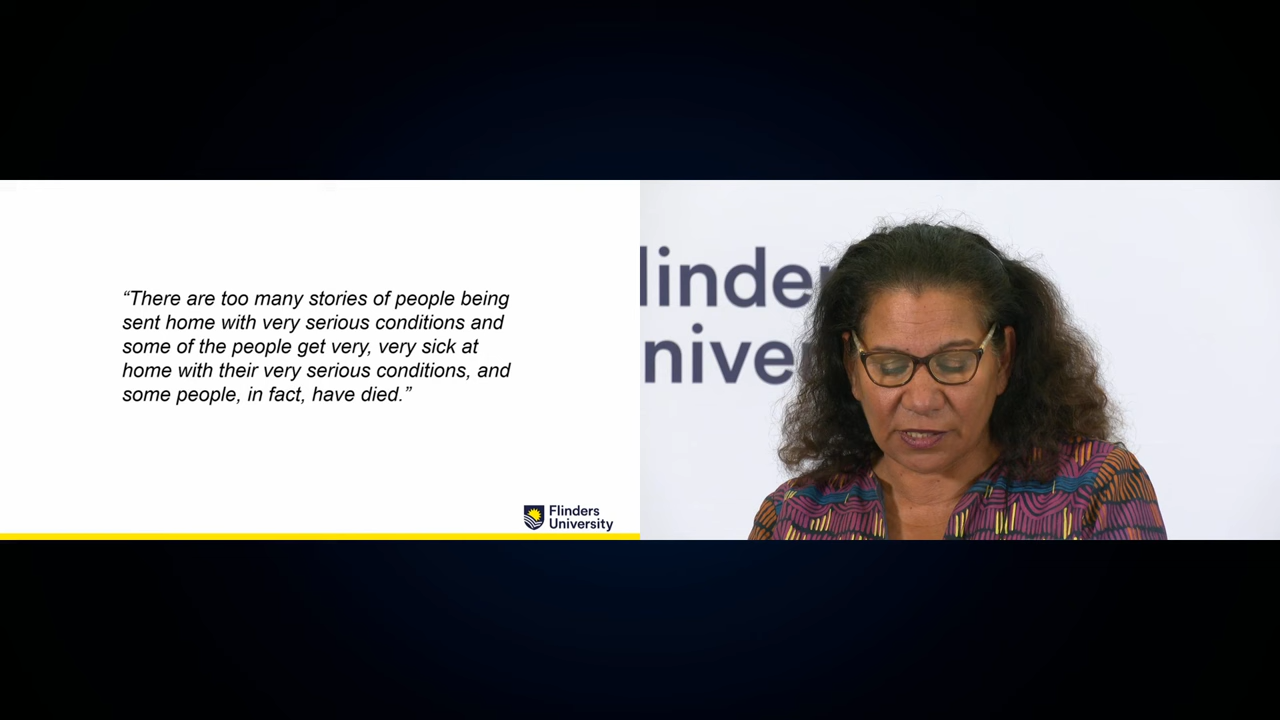 “There are too many stories of people being
sent home with very serious conditions and
some of the people get very, very sick at
home with their very serious conditions, and
some people, in fact, have died.”
Flinders
University
linder
nive